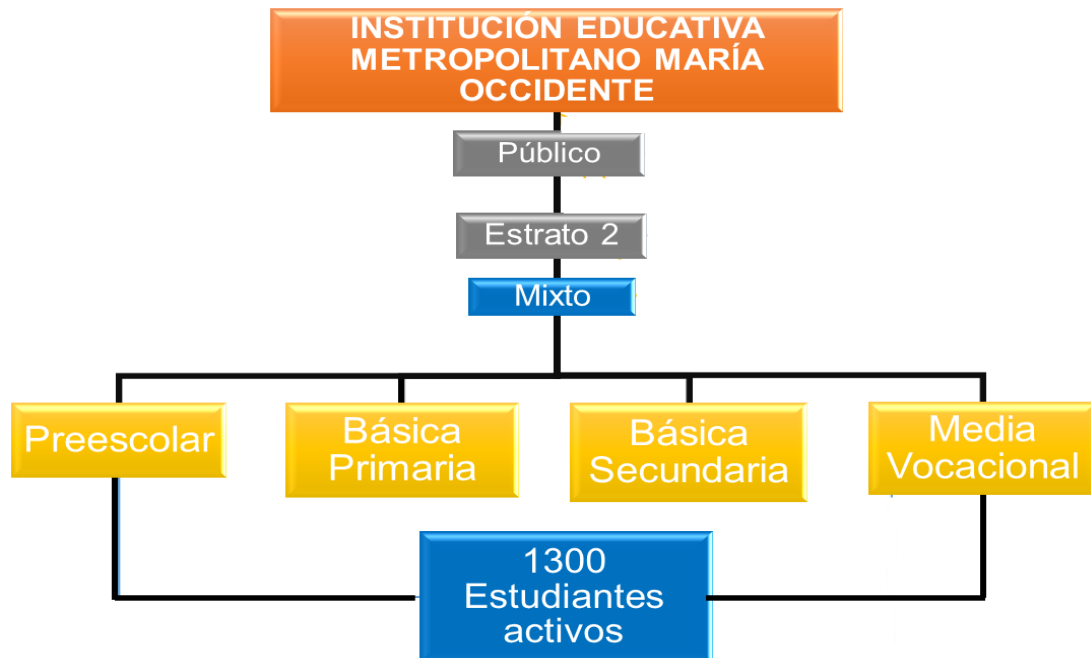 INSTITUCIÓN EDUCATIVA
METROPOLITANO MARÍA
OCCIDENTE
Público
Estrato 2
Mixto
Preescolar
Básica
Primaria
Básica
Secundaria
Media
Vocacional
1300
Estudiantes
activos